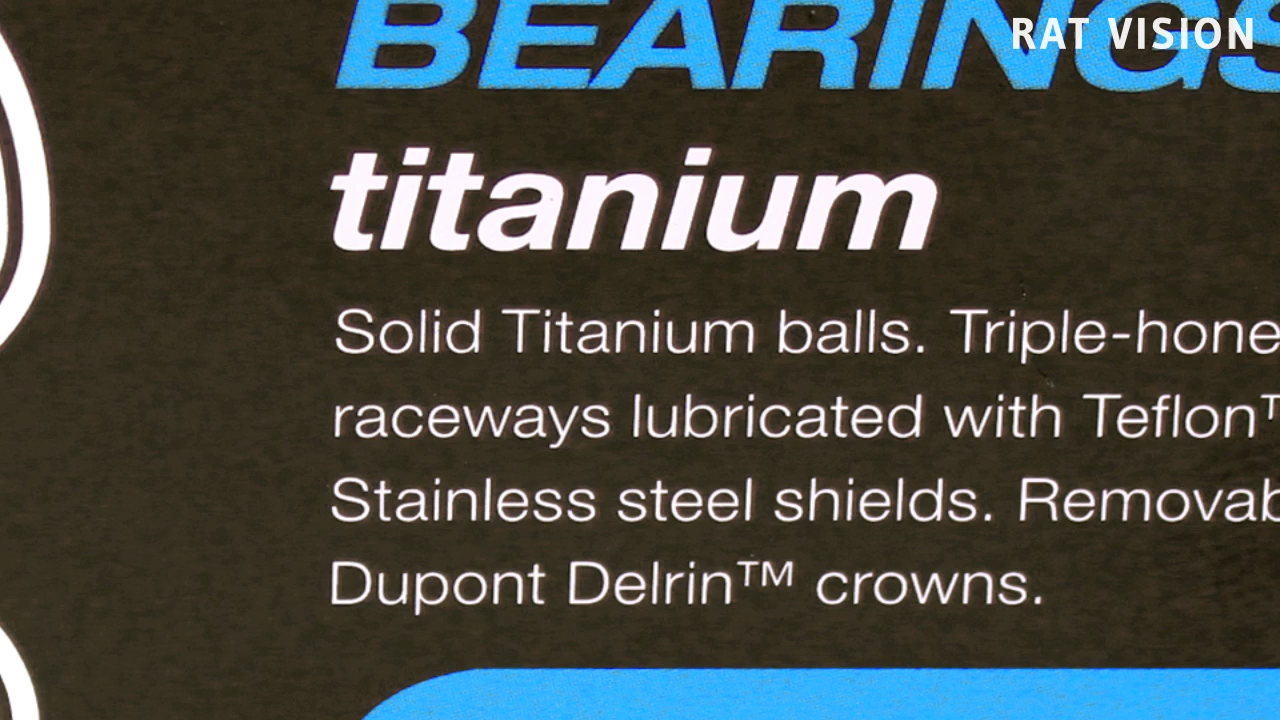 RAT VISION
BEARINGS
titanium
Solid Titanium balls. Triple-hone
raceways lubricated with Teflon™
Stainless steel shields. Removab
Dupont Delrin™ crowns.